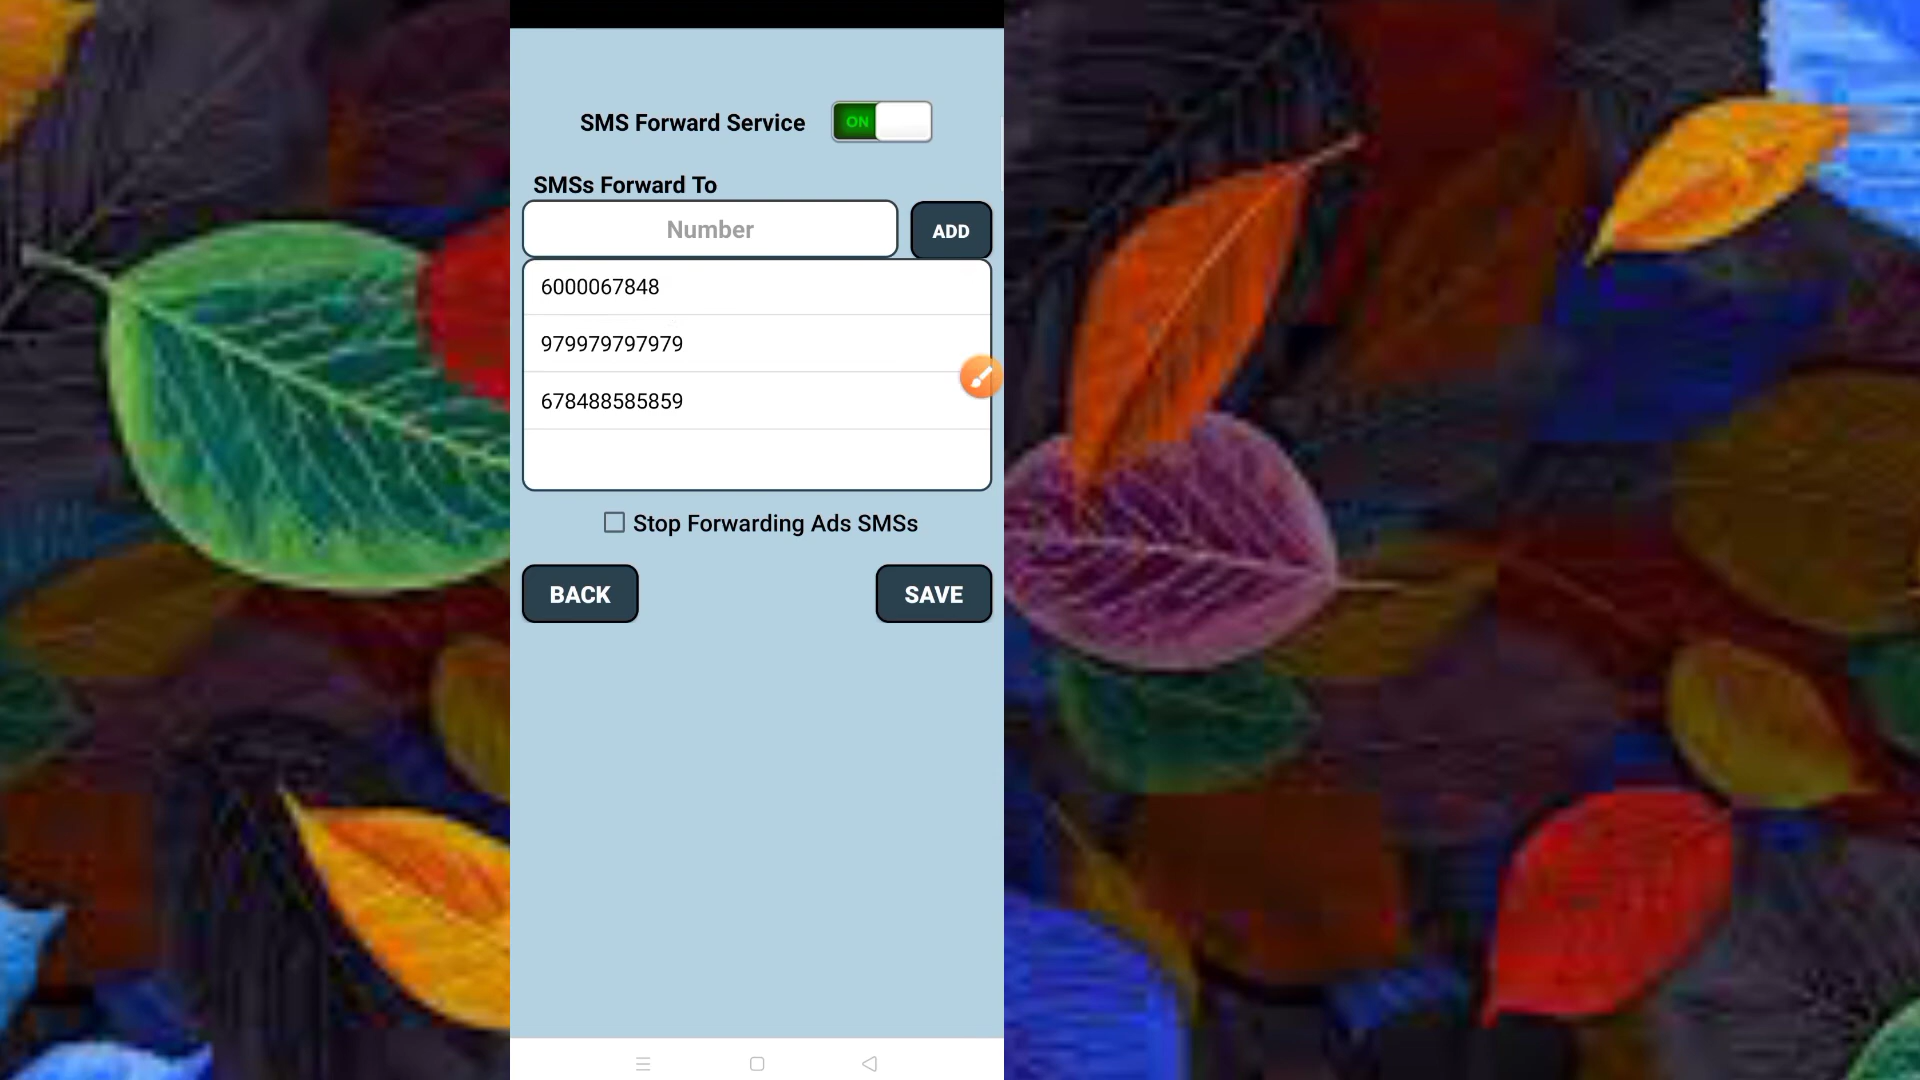 SMS Forward Service
ON
SMSs Forward To
Number
ADD
6000067848
979979797979
678488585859
Stop Forwarding Ads SMSs
BACK
SAVE